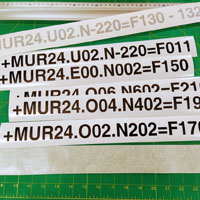 +MUR24.U02.N-220=F130 - 132
+MUR24.U02.N-220=F011
+MUR24.E00.N002=F150
+MUR24.O04.N402=F19
+MUR24.O02.N202=F170